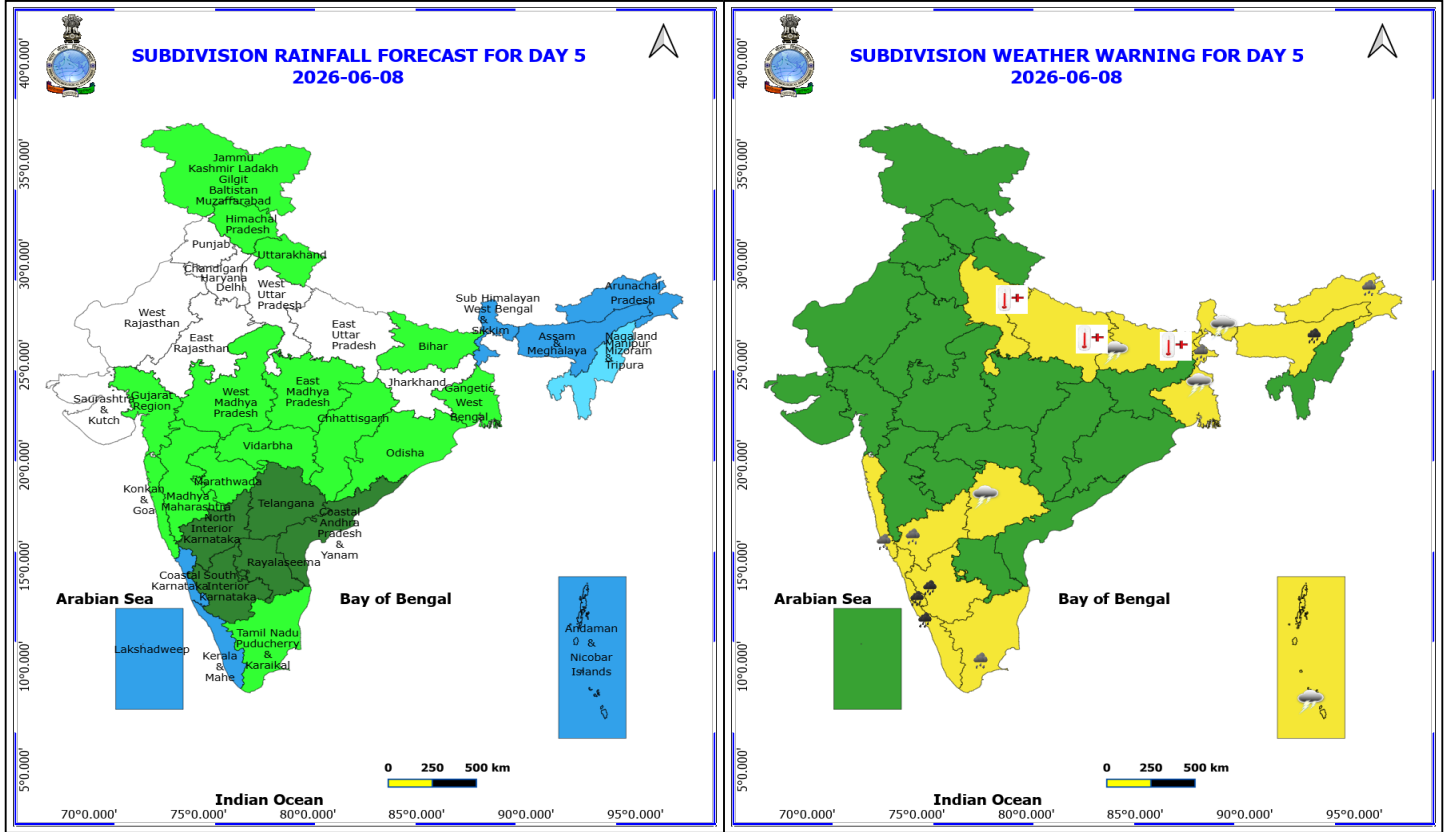 SUBDIVISION RAINFALL FORECAST FOR DAY 5
2026-06-08
40°0.000'
35°0.000'
30°0.000'
25°0.000'
20°0.000'
15°0.000'
10°0.000'
5°0.000'
Jammu
Kashmir Ladakh
Gilgit
Baltistan
Muzaffarabad
Himachal
Pradesh
Punjab
Uttarakhand
Chandigarh
Haryana
Delhi
West
Uttar
Pradesh
West
Rajasthan
East
Rajasthan
East
Uttar
Pradesh
Bihar
Sub Himalayan
West Bengal
&
Sikkim
Arunachal
Pradesh
Assam
&
Meghalaya
Nagaland
Manipur
Mizoram
&
Tripura
Jharkhand
Gangetic
West
Bengal
Saurashtra
&
Kutch
Gujarat
Region
West
Madhya
Pradesh
East
Madhya
Pradesh
Chhattisgarh
Vidarbha
Odisha
Konkan
&
Goa
Marathwada
Madhya
Maharashtra
Telangana
North
Interior
Karnataka
Coastal
Andhra
Pradesh
&
Yanam
Rayalaseema
Coastal
Karnataka
South
Interior
Karnataka
Arabian Sea
Bay of Bengal
Lakshadweep
Kerala
&
Mahe
Tamil Nadu
Puducherry
&
Karaikal
Andaman
&
Nicobar
Islands
0 250 500 km
Indian Ocean
70°0.000' 75°0.000' 80°0.000' 85°0.000' 90°0.000' 95°0.000'
SUBDIVISION WEATHER WARNING FOR DAY 5
2026-06-08
40°0.000'
35°0.000'
30°0.000'
25°0.000'
20°0.000'
15°0.000'
10°0.000'
5°0.000'
Arabian Sea
Bay of Bengal
0 250 500 km
Indian Ocean
70°0.000' 75°0.000' 80°0.000' 85°0.000' 90°0.000' 95°0.000'